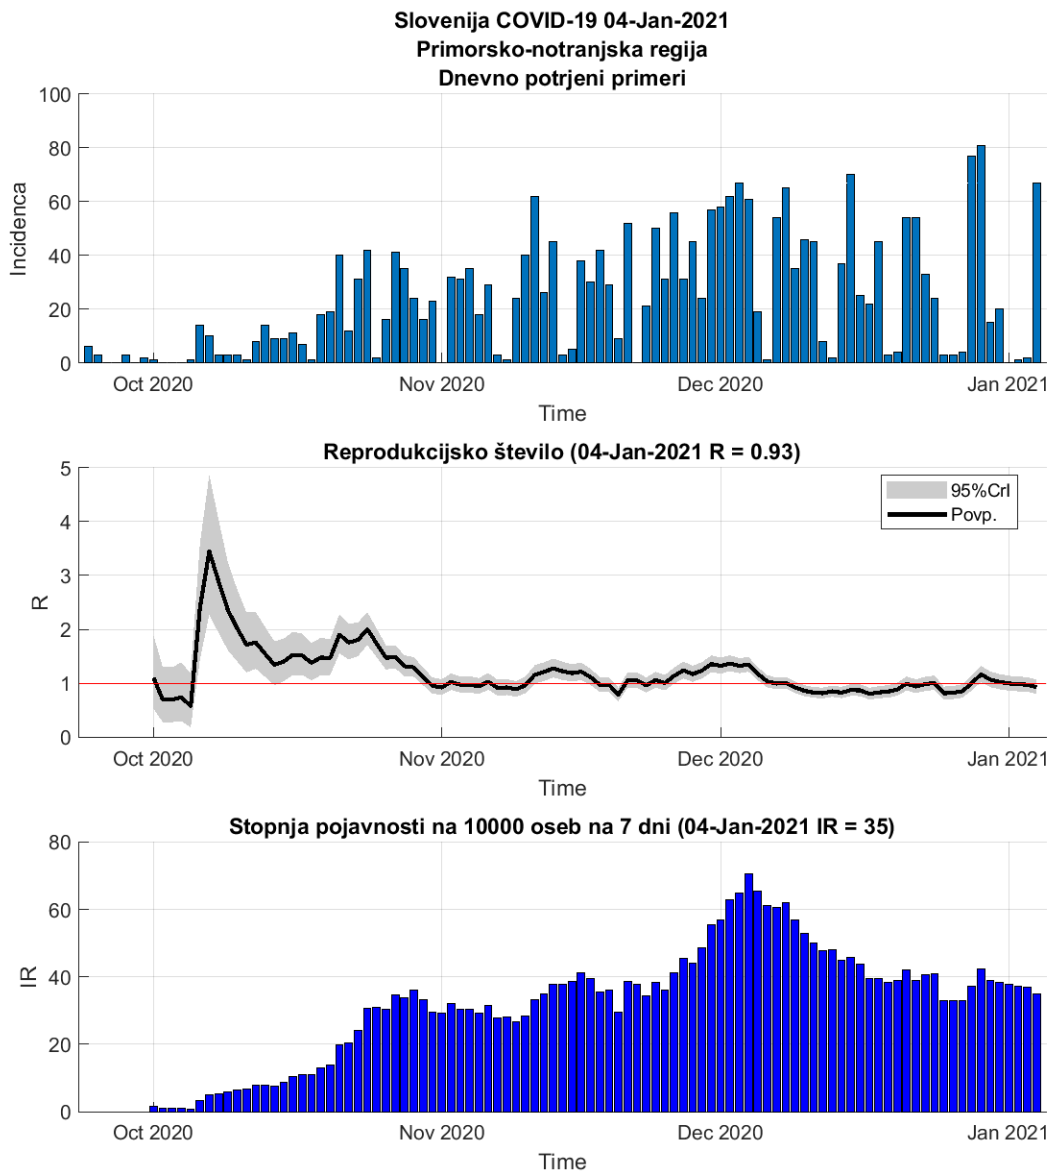 Slovenija COVID-19 04-Jan-2021
Primorsko-notranjska regija
Dnevno potrjeni primeri
100
80
60
40
20
0
Incidenca
Oct 2020 Nov 2020 Dec 2020 Jan 2021
Time
Reprodukcijsko število (04-Jan-2021 R = 0.93)
5
4
3
2
1
0
R
95%CrI
Povp.
Oct 2020 Nov 2020 Dec 2020 Jan 2021
Time
Stopnja pojavnosti na 10000 oseb na 7 dni (04-Jan-2021 IR = 35)
80
60
40
20
0
IR
Oct 2020 Nov 2020 Dec 2020 Jan 2021
Time